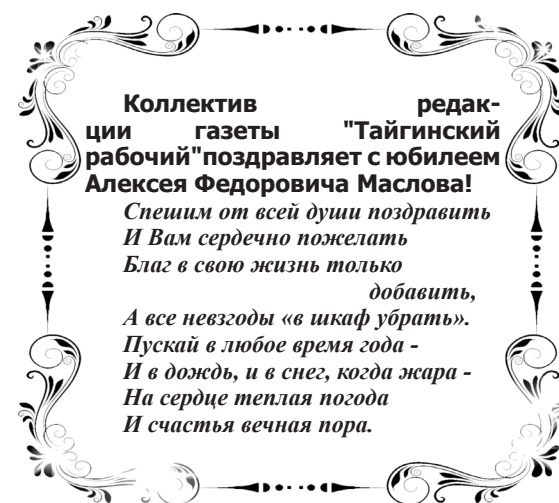 Коллектив редак-
ции газеты "Тайгинский
рабочий"поздравляет с юбилеем
Алексея Федоровича Маслова!
Спешим от всей души поздравить
И Вам сердечно пожелать
Благ в свою жизнь только
добавить,
А все невзгоды «в шкаф убрать».
Пускай в любое время года -
И в дождь, и в снег, когда жара -
На сердце теплая погода
И счастья вечная пора.